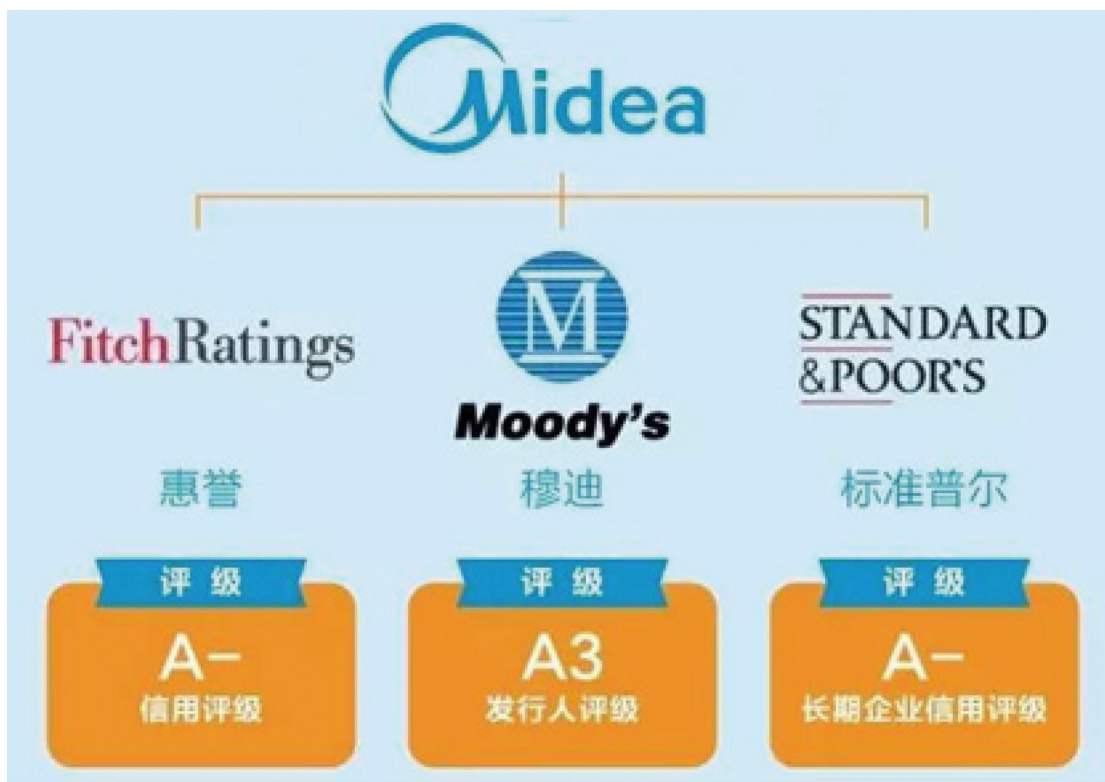 Midea
FitchRatings
M
Moody's
STANDARD
&POOR'S
惠誉
穆迪
标准普尔
评级
A-
信用评级
评级
A3
发行人评级
评级
A-
长期企业信用评级